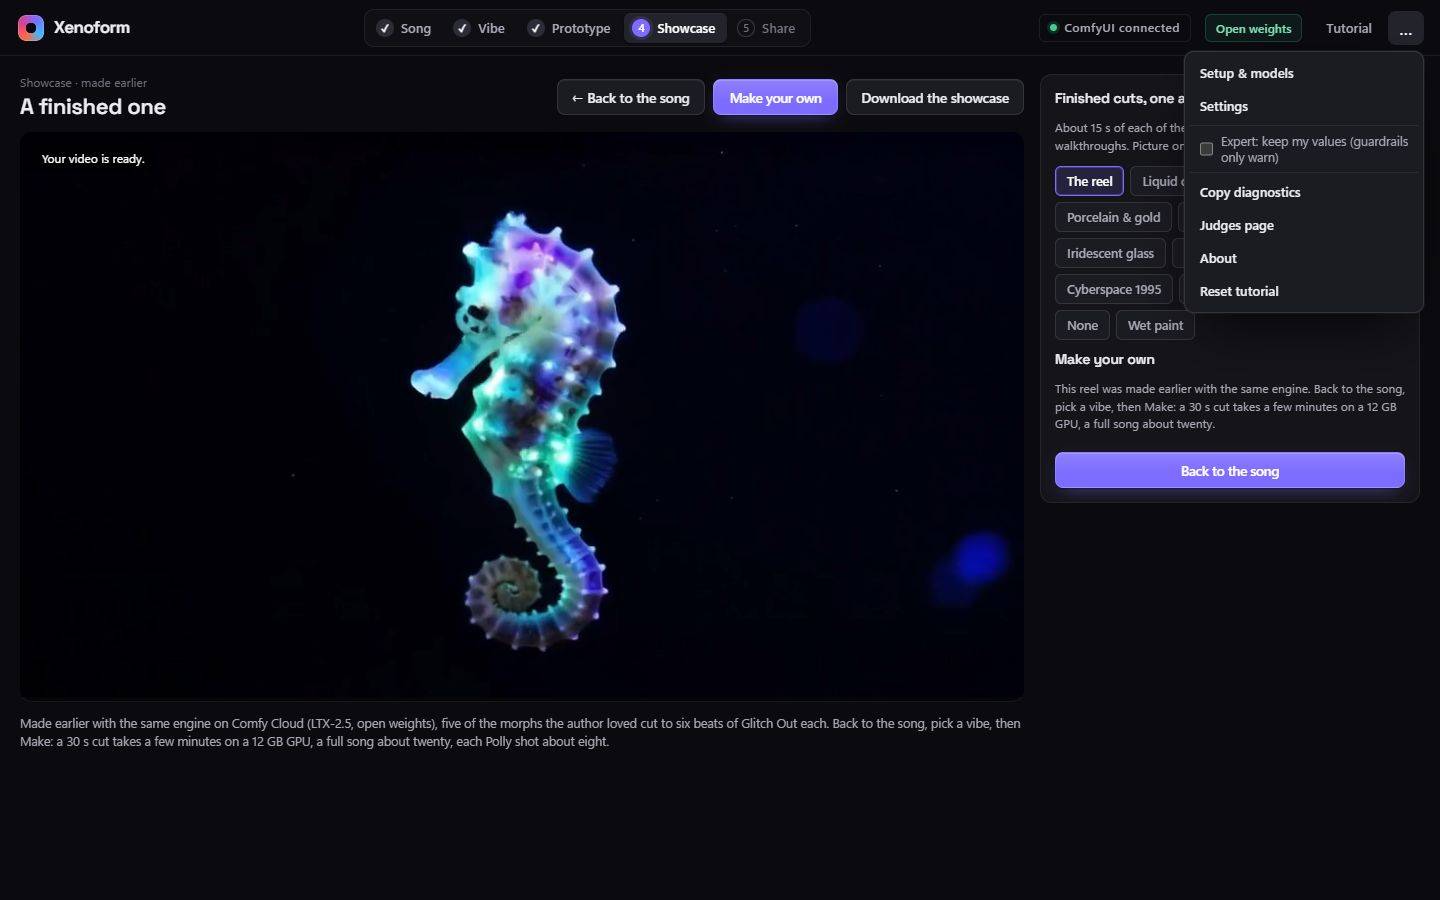 Xenoform
✓ Song
✓ Vibe
✓ Prototype
4 Showcase
5 Share
ComfyUI connected
Open weights
Tutorial
...
Showcase · made earlier
A finished one
← Back to the song
Make your own
Download the showcase
Your video is ready.
Made earlier with the same engine on Comfy Cloud (LTX-2.5, open weights), five of the morphs the author loved cut to six beats of Glitch Out each. Back to the song, pick a vibe, then
Make: a 30 s cut takes a few minutes on a 12 GB GPU, a full song about twenty, each Polly shot about eight.
Finished cuts, one a
About 15 s of each of the
walkthroughs. Picture or
The reel
Liquid
Porcelain & gold
Iridescent glass
Cyberspace 1995
None
Wet paint
Make your own
This reel was made earlier with the same engine. Back to the song,
pick a vibe, then Make: a 30 s cut takes a few minutes on a 12 GB
GPU, a full song about twenty.
Back to the song
Setup & models
Settings
Expert: keep my values (guardrails
only warn)
Copy diagnostics
Judges page
About
Reset tutorial